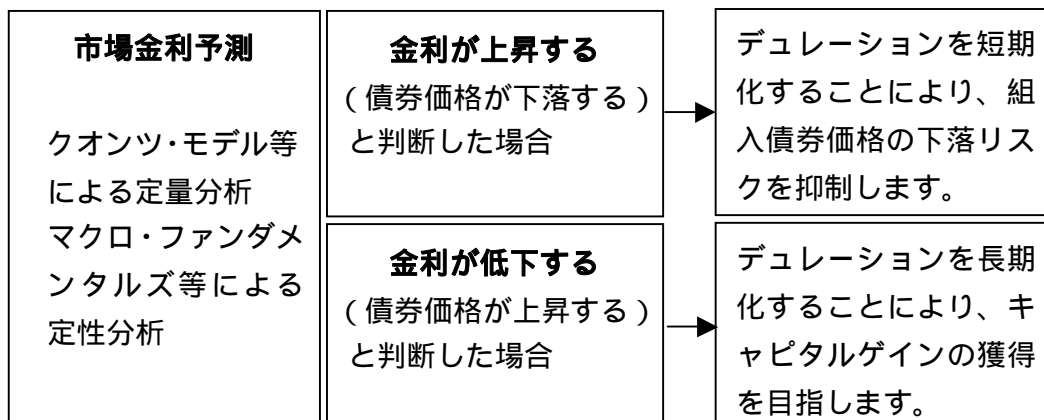 市場金利予測
クオンツ・モデル等
による定量分析
マクロ・ファンダメ
ンタルズ等による
定性分析
金利が上昇する
（債券価格が下落する）
と判断した場合
デュレーションを短期
化することにより、組
入債券価格の下落リス
クを抑制します。
金利が低下する
（債券価格が上昇する）
と判断した場合
デュレーションを長期
化することにより、キ
ャピタルゲインの獲得
を目指します。